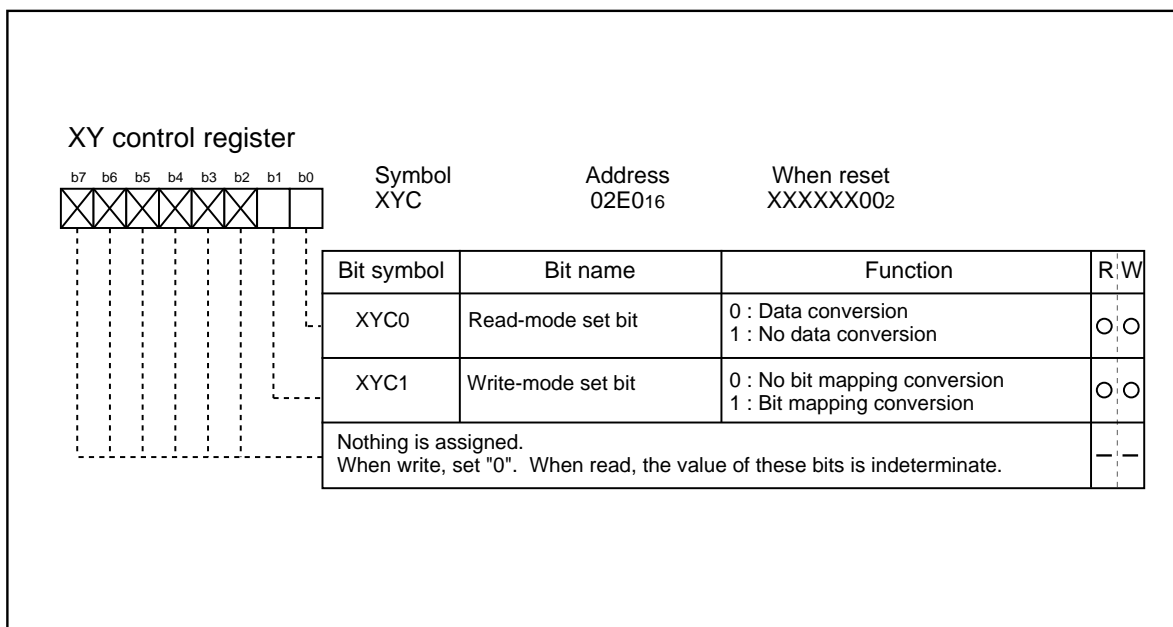 XY control register
b7 b6 b5 b4 b3 b2 b1 b0
Symbol Address When reset
XYC 02E016 XXXXXX002
Bit symbol Bit name Function R W
XYC0 Read-mode set bit 0 : Data conversion
1 : No data conversion
XYC1 Write-mode set bit 0 : No bit mapping conversion
1 : Bit mapping conversion
Nothing is assigned.
When write, set "0". When read, the value of these bits is indeterminate.